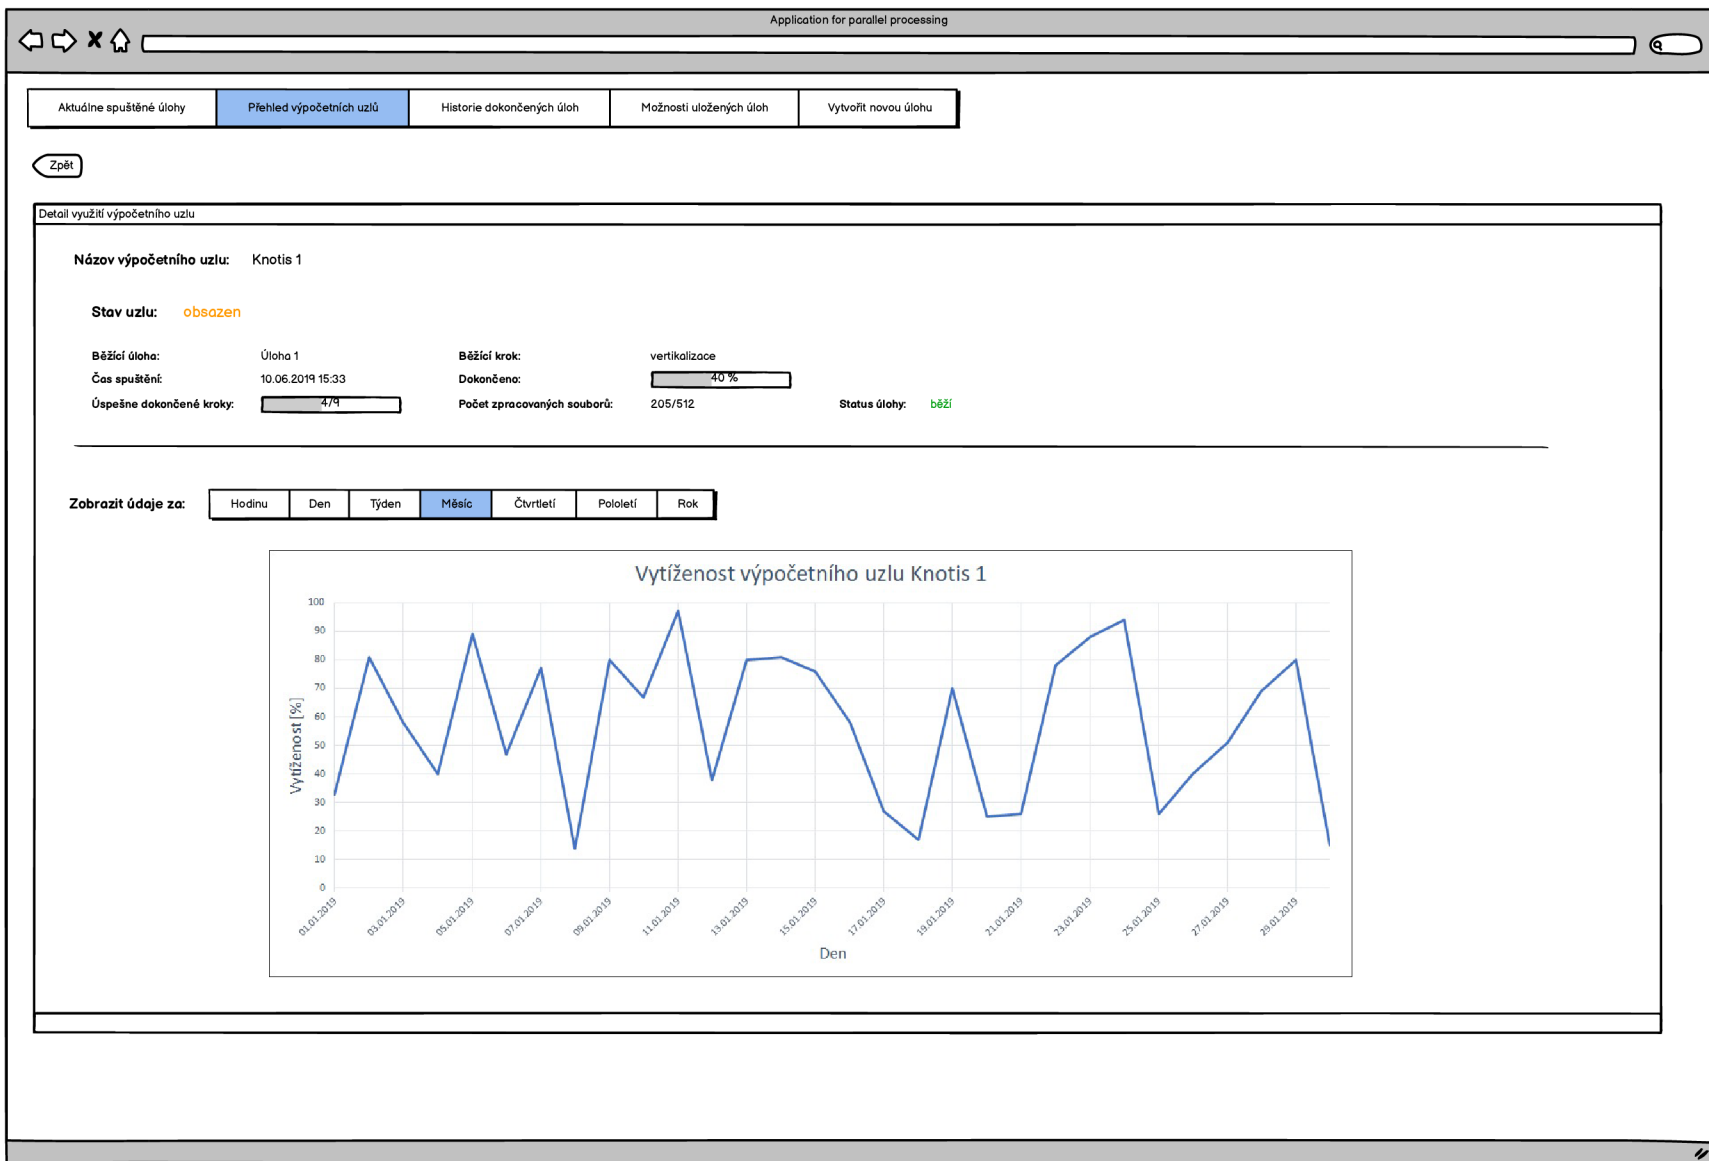 Application for parallel processing
Aktuálne spuštěné úlohy Přehled výpočetních uzlů Historie dokončených úloh Možnosti uložených úloh Vytvořit novou úlohu
Zpět
Detail využití výpočetního uzlu
Názov výpočetního uzlu: Knotis 1
Stav uzlu: obsazen
Běžící úloha: Úloha 1 Běžící krok: vertikalizace
Čas spuštění: 10.06.2019 15:33 Dokončeno: 40 %
Úspešne dokončené kroky: 4/9 Počet zpracovaných souborů: 205/512 Status úlohy: běží
Zobrazit údaje za: Hodinu Den Týden Měsíc Čtvrtletí Pololetí Rok
Vytíženost výpočetního uzlu Knotis 1
100
90
80
70
60
50
40
30
20
10
0
Vytíženost [%]
01.01.2019 03.01.2019 05.01.2019 07.01.2019 09.01.2019 11.01.2019 13.01.2019 15.01.2019 17.01.2019 19.01.2019 21.01.2019 23.01.2019 25.01.2019 27.01.2019 29.01.2019
Den